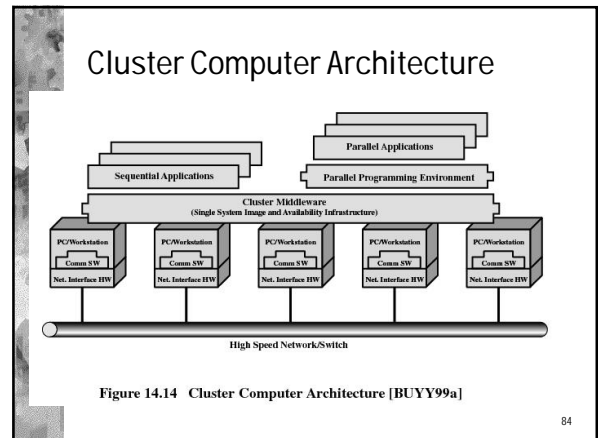 Cluster Computer Architecture
Parallel Applications
Sequential Applications
Parallel Programming Environment
Cluster Middleware
(Single System Image and Availability Infrastructure)
PC/Workstation PC/Workstation PC/Workstation PC/Workstation PC/Workstation
Comm SW Comm SW Comm SW Comm SW Comm SW
Net. Interface HW Net. Interface HW Net. Interface HW Net. Interface HW Net. Interface HW
High Speed Network/Switch
Figure 14.14 Cluster Computer Architecture [BUYY99a]
84